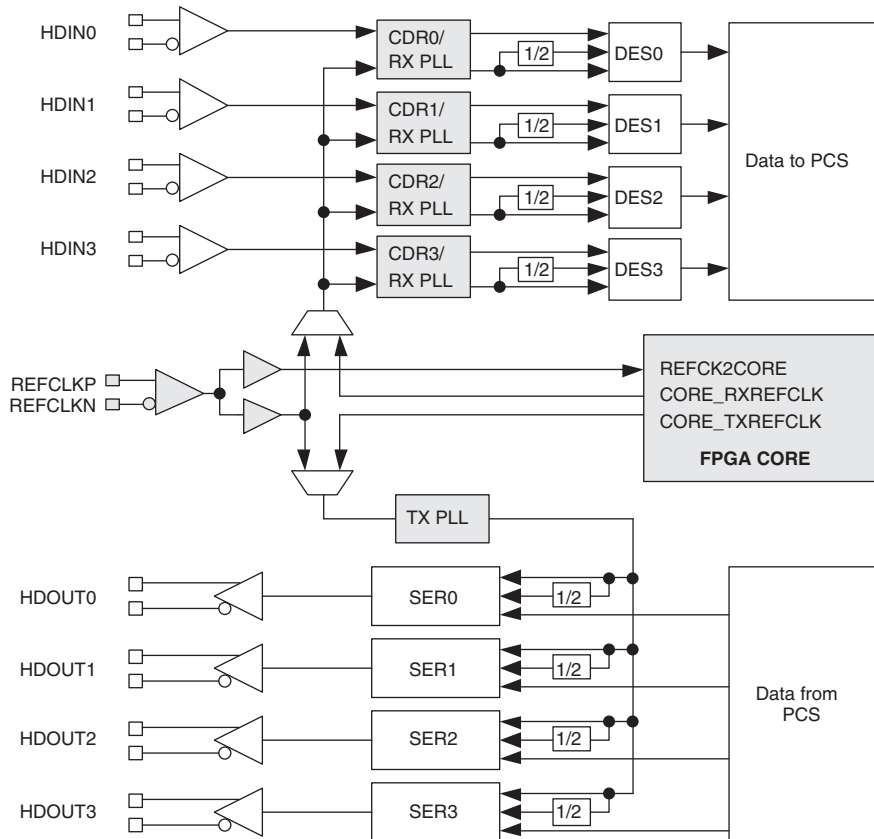 HDIN0
CDR0/
RX PLL
1/2
DES0
HDIN1
CDR1/
RX PLL
1/2
DES1
Data to PCS
HDIN2
CDR2/
RX PLL
1/2
DES2
HDIN3
CDR3/
RX PLL
1/2
DES3
REFCLKP
REFCLKN
REFCK2CORE
CORE_RXREFCLK
CORE_TXREFCLK
FPGA CORE
TX PLL
HDOUT0
SER0
1/2
HDOUT1
SER1
1/2
Data from
PCS
HDOUT2
SER2
1/2
HDOUT3
SER3
1/2